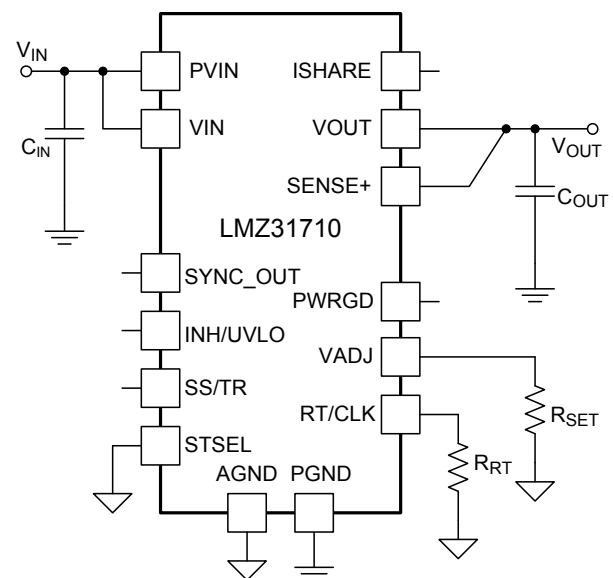 VIN
CIN
PVIN
VIN
ISHARE
VOUT
SENSE+
VOUT
COUT
LMZ31710
SYNC_OUT
INH/UVLO
SS/TR
STSEL
PWRGD
VADJ
RT/CLK
RSET
RRT
AGND
PGND